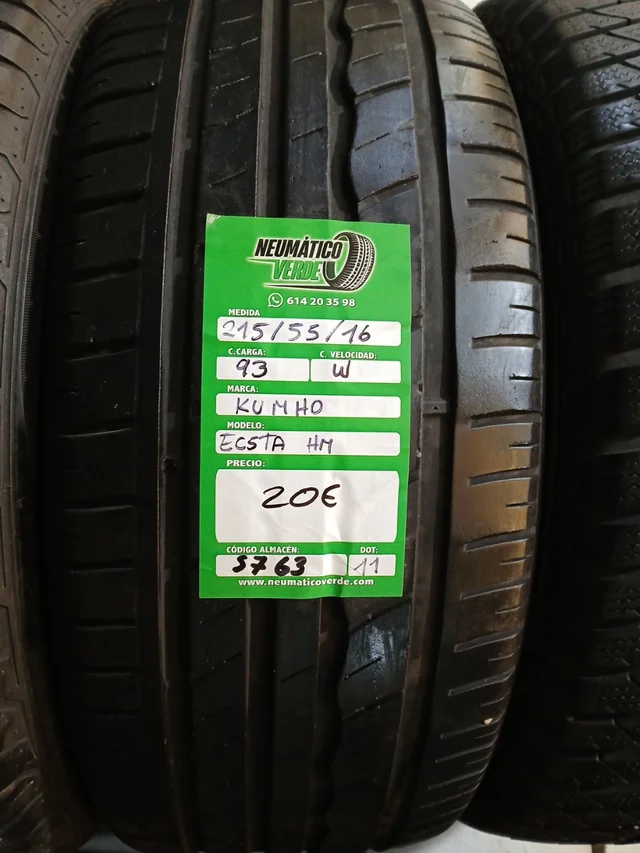 NEUMÁTICO
VERDE
614 20 35 98
MEDIDA
215/55/16
C.CARGA: C. VELOCIDAD:
93 W
MARCA:
KUMHO
MODELO:
ECSTA HM
PRECIO:
20€
CÓDIGO ALMACÉN: DOT:
5763 11
www.neumaticoverde.com